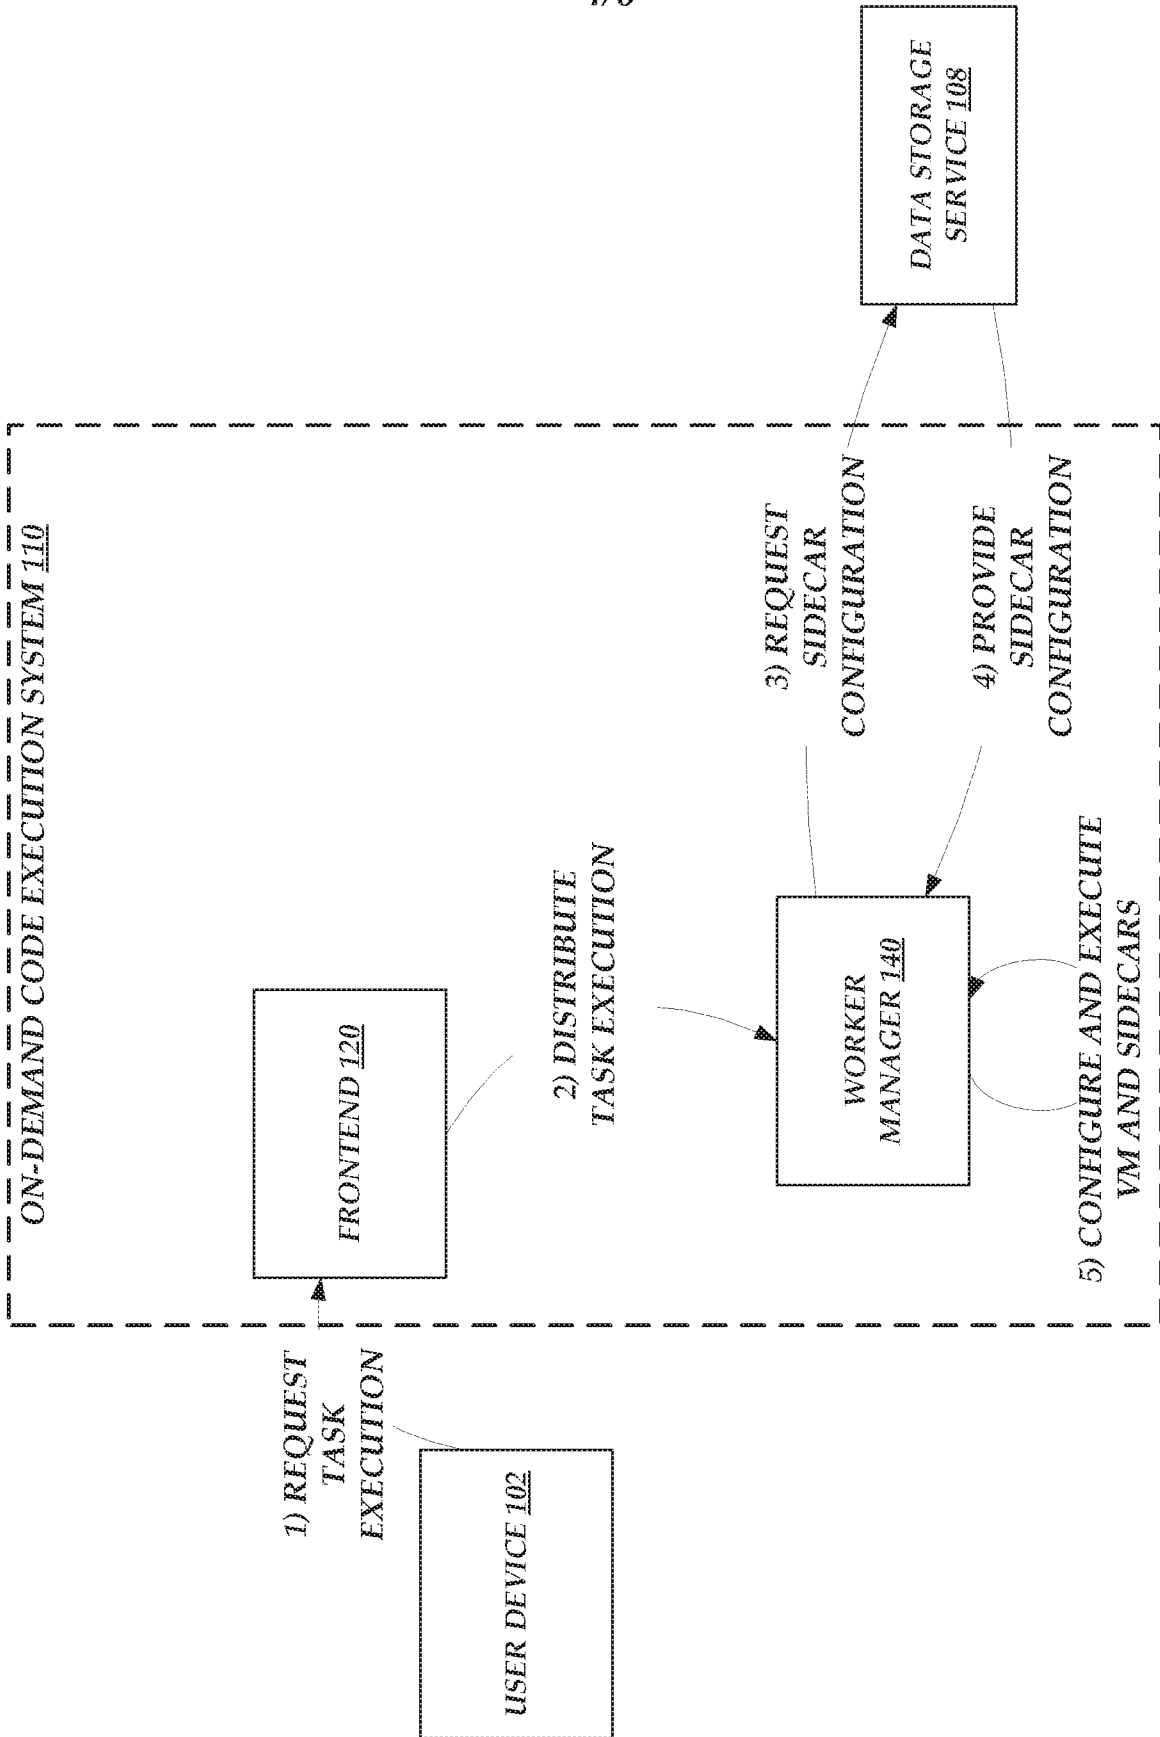 ON-DEMAND CODE EXECUTION SYSTEM 110
1) REQUEST
TASK
EXECUTION
FRONTEND 120
USER DEVICE 102
2) DISTRIBUTE
TASK EXECUTION
3) REQUEST
SIDECAR
CONFIGURATION
WORKER
MANAGER 140
DATA STORAGE
SERVICE 108
4) PROVIDE
SIDECAR
CONFIGURATION
5) CONFIGURE AND EXECUTE
VM AND SIDECARS